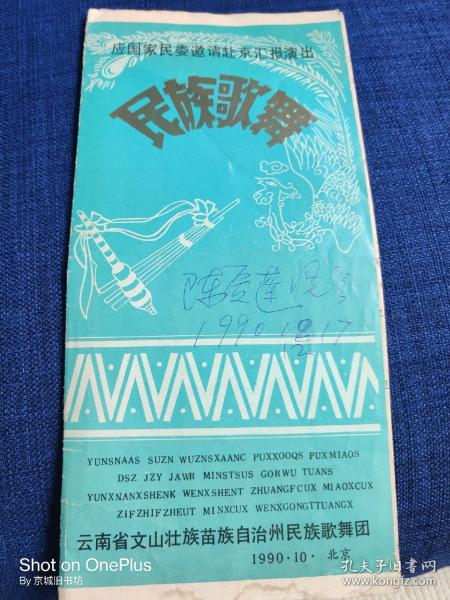 应国家民委邀请赴京汇报演出
民族歌舞
1990
12 17
YUNSNAAS SUZN WUZNSXAANC PUXXOOQS PUXMIAOS
DSZ JZY JAWR MINSTSUS GORWU TUANS
YUNXNANXSHENK WENXSHENT ZHUANGFCUX MIAOXCUX
ZIFZHIFZHEUT MINXCUX WENXGONGTTUANGX
云南省文山壮族苗族自治州民族歌舞团
1990·10· 北京
Shot on OnePlus
By 京城旧书坊
孔夫子旧书网
www.kongfz.com